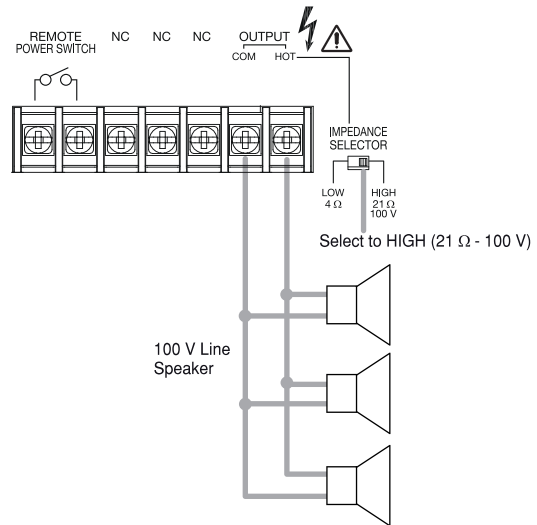 REMOTE
POWER SWITCH
NC
NC
NC
OUTPUT
COM
HOT
IMPEDANCE
SELECTOR
LOW
4 Ω
HIGH
21 Ω
100 V
Select to HIGH (21 Ω - 100 V)
100 V Line
Speaker